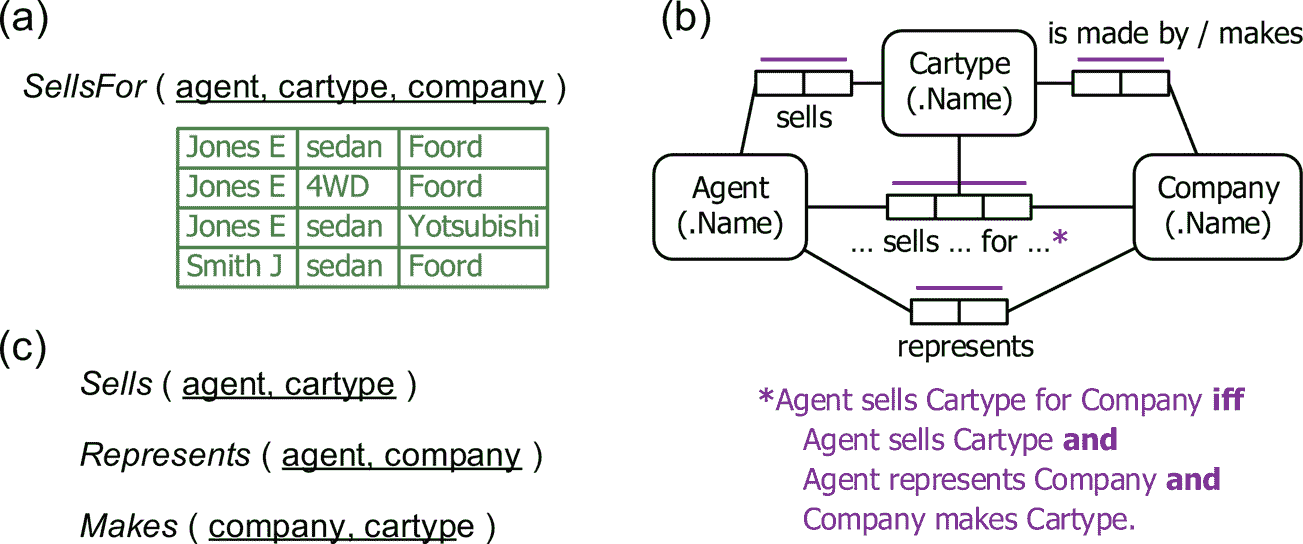 (a)
SellsFor ( agent, cartype, company )
Jones E sedan Foord
Jones E 4WD Foord
Jones E sedan Yotsubishi
Smith J sedan Foord
(b)
is made by / makes
Cartype
(.Name)
sells
Agent
(.Name)
Company
(.Name)
... sells ... for ...*
represents
*Agent sells Cartype for Company iff
Agent sells Cartype and
Agent represents Company and
Company makes Cartype.
(c)
Sells ( agent, cartype )
Represents ( agent, company )
Makes ( company, cartype )